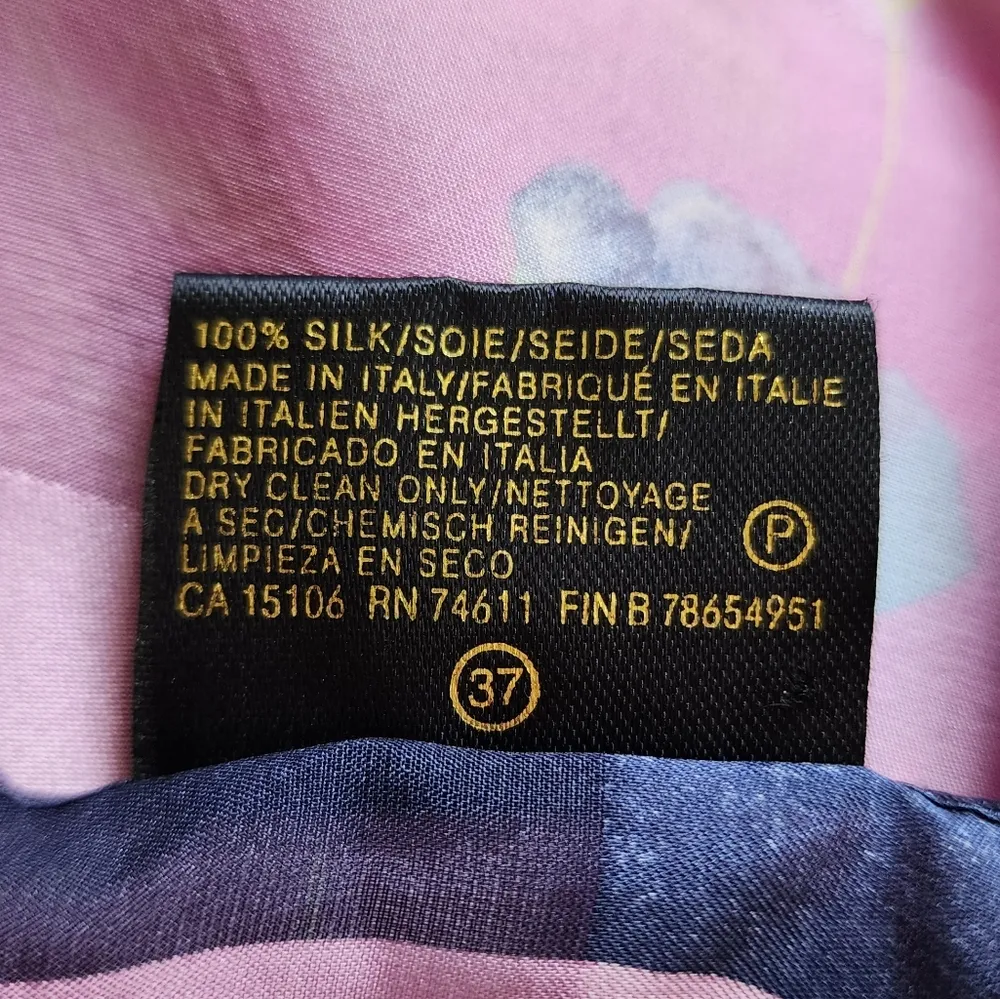 100% SILK/SOIE/SEIDE/SEDA
MADE IN ITALY/FABRIQUÉ EN ITALIE
IN ITALIEN HERGESTELLT/
FABRICADO EN ITALIA
DRY CLEAN ONLY/NETTOYAGE
A SEC/CHEMISCH REINIGEN/
LIMPIEZA EN SECO
P
CA 15106 RN 74611 FIN B 78654951
37